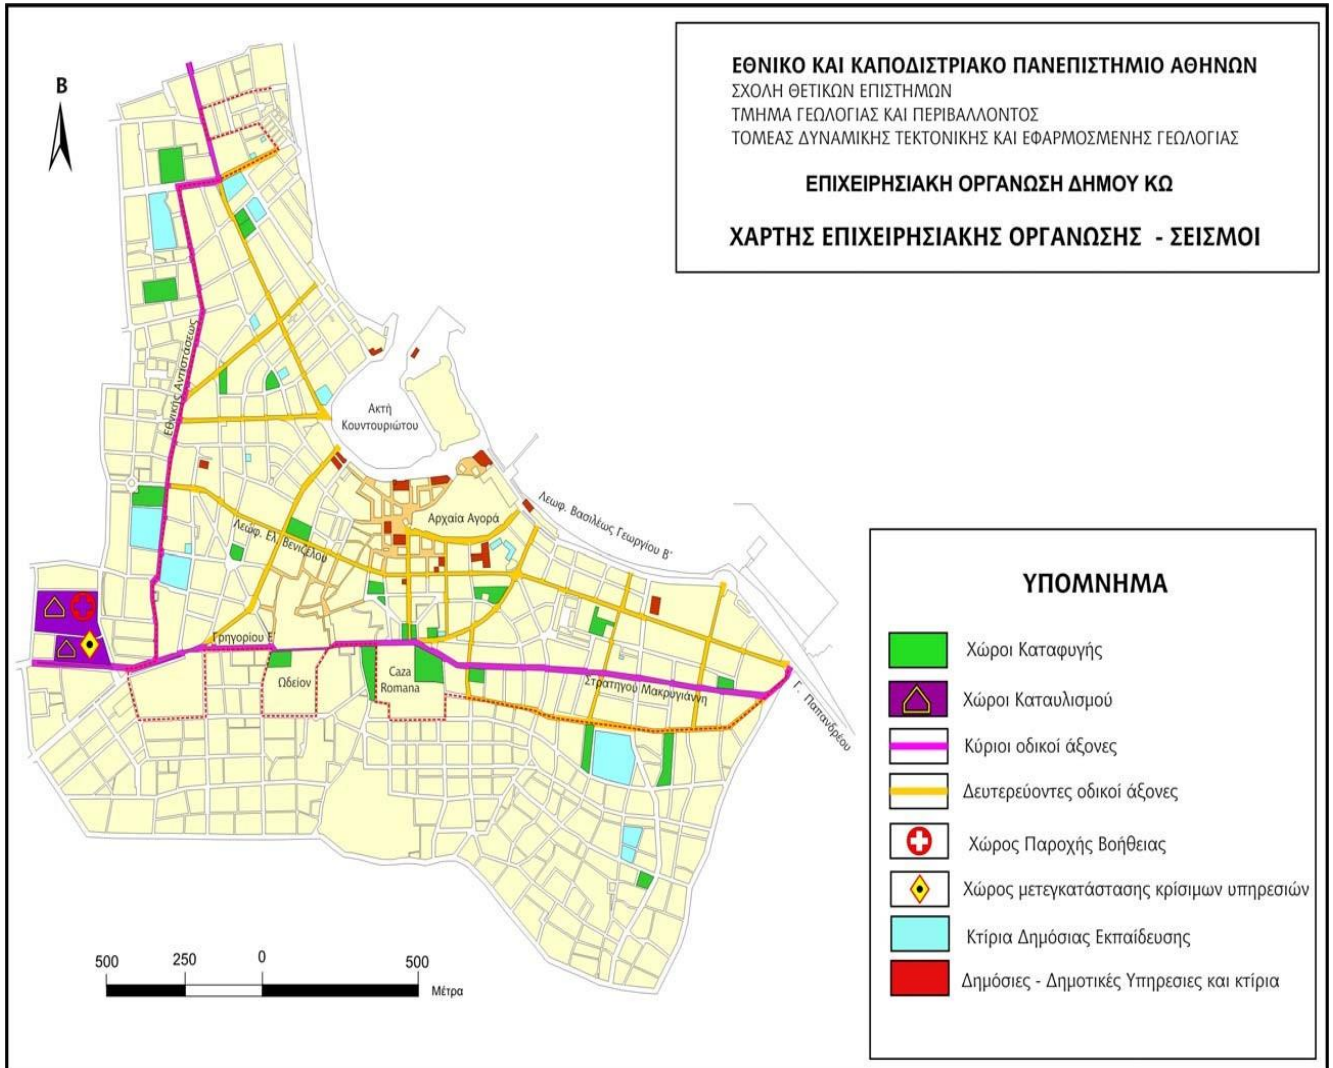 ΕΘΝΙΚΟ ΚΑΙ ΚΑΠΟΔΙΣΤΡΙΑΚΟ ΠΑΝΕΠΙΣΤΗΜΙΟ ΑΘΗΝΩΝ
ΣΧΟΛΗ ΘΕΤΙΚΩΝ ΕΠΙΣΤΗΜΩΝ
ΤΜΗΜΑ ΓΕΩΛΟΓΙΑΣ ΚΑΙ ΠΕΡΙΒΑΛΛΟΝΤΟΣ
ΤΟΜΕΑΣ ΔΥΝΑΜΙΚΗΣ ΤΕΚΤΟΝΙΚΗΣ ΚΑΙ ΕΦΑΡΜΟΣΜΕΝΗΣ ΓΕΩΛΟΓΙΑΣ
ΕΠΙΧΕΙΡΗΣΙΑΚΗ ΟΡΓΑΝΩΣΗ ΔΗΜΟΥ ΚΩ
ΧΑΡΤΗΣ ΕΠΙΧΕΙΡΗΣΙΑΚΗΣ ΟΡΓΑΝΩΣΗΣ - ΣΕΙΣΜΟΙ
Β
Εθνικής Αντιστάσεως
Ακτή
Κουντουριώτου
Λεωφ. Ελ. Βενιζέλου
Αρχαία Αγορά
Λεωφ. Βασιλέως Γεωργίου Β'
Γρηγορίου Ε'
Ωδείον
Caza
Romana
Στρατηγού Μακρυγιάννη
Γ. Παπανδρέου
500 250 0 500
Μέτρα
ΥΠΟΜΝΗΜΑ
Χώροι Καταφυγής
Χώροι Καταυλισμού
Κύριοι οδικοί άξονες
Δευτερεύοντες οδικοί άξονες
Χώρος Παροχής Βοήθειας
Χώρος μετεγκατάστασης κρίσιμων υπηρεσιών
Κτίρια Δημόσιας Εκπαίδευσης
Δημόσιες - Δημοτικές Υπηρεσιες και κτίρια